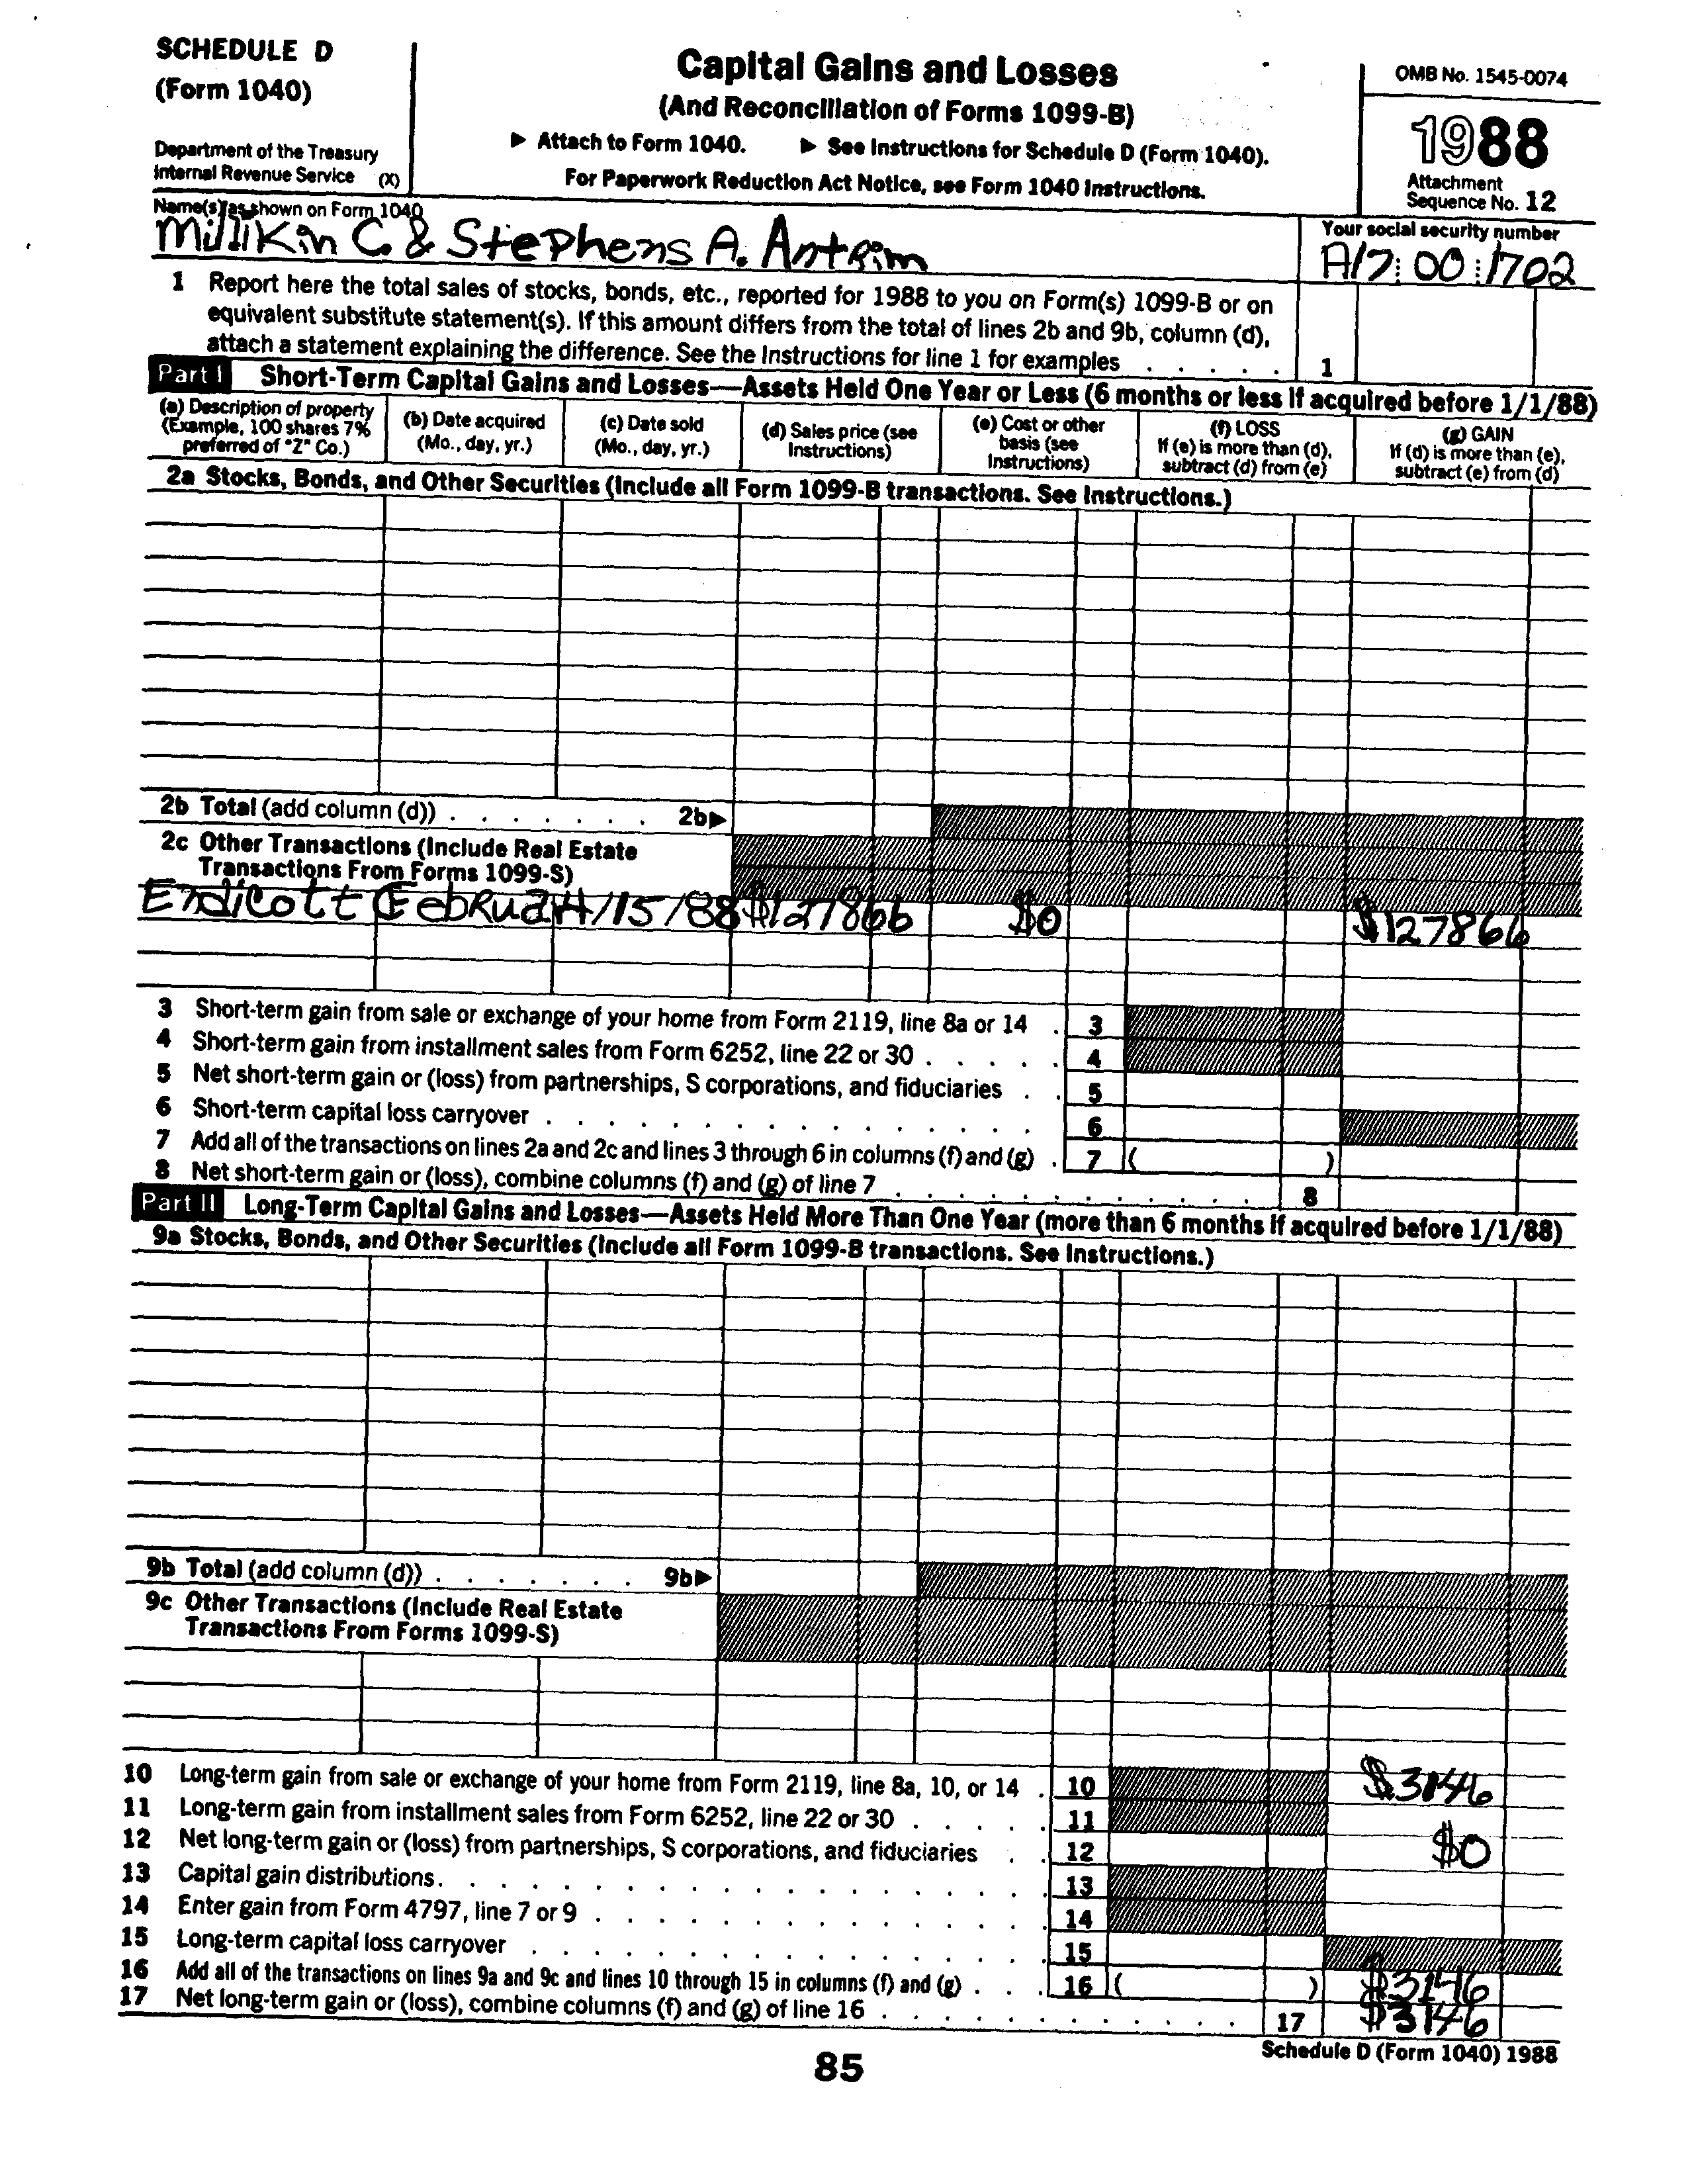 SCHEDULE D
(Form 1040)
Department of the Treasury
Internal Revenue Service (X)
Capital Gains and Losses
(And Reconciliation of Forms 1099-B)
▶ Attach to Form 1040. ▶ See Instructions for Schedule D (Form 1040).
For Paperwork Reduction Act Notice, see Form 1040 Instructions.
OMB No. 1545-0074
1988
Attachment
Sequence No. 12
Name(s) as shown on Form 1040
Millikin C. & Stephens A. Antrim
Your social security number
A17:00:1702
1 Report here the total sales of stocks, bonds, etc., reported for 1988 to you on Form(s) 1099-B or on
equivalent substitute statement(s). If this amount differs from the total of lines 2b and 9b, column (d),
attach a statement explaining the difference. See the Instructions for line 1 for examples . . . . . 1
Part I Short-Term Capital Gains and Losses—Assets Held One Year or Less (6 months or less if acquired before 1/1/88)
(a) Description of property
(Example, 100 shares 7%
preferred of "Z" Co.)
(b) Date acquired
(Mo., day, yr.)
(c) Date sold
(Mo., day, yr.)
(d) Sales price (see
Instructions)
(e) Cost or other
basis (see
Instructions)
(f) LOSS
If (e) is more than (d),
subtract (d) from (e)
(g) GAIN
If (d) is more than (e),
subtract (e) from (d)
2a Stocks, Bonds, and Other Securities (Include all Form 1099-B transactions. See Instructions.)
2b Total (add column (d)) . . . . . . . 2b▶
2c Other Transactions (Include Real Estate
Transactions From Forms 1099-S)
Endicott Februa 4/15/88 $127866 $0 $127866
3 Short-term gain from sale or exchange of your home from Form 2119, line 8a or 14 . 3
4 Short-term gain from installment sales from Form 6252, line 22 or 30 . . . . . 4
5 Net short-term gain or (loss) from partnerships, S corporations, and fiduciaries . . 5
6 Short-term capital loss carryover . . . . . . . . . . . . . . . . 6
7 Add all of the transactions on lines 2a and 2c and lines 3 through 6 in columns (f) and (g) . 7 ( )
8 Net short-term gain or (loss), combine columns (f) and (g) of line 7 . . . . . . . . . . . . 8
Part II Long-Term Capital Gains and Losses—Assets Held More Than One Year (more than 6 months if acquired before 1/1/88)
9a Stocks, Bonds, and Other Securities (Include all Form 1099-B transactions. See Instructions.)
9b Total (add column (d)) . . . . . . . 9b▶
9c Other Transactions (Include Real Estate
Transactions From Forms 1099-S)
10 Long-term gain from sale or exchange of your home from Form 2119, line 8a, 10, or 14 . 10 $3146
11 Long-term gain from installment sales from Form 6252, line 22 or 30 . . . . . 11
12 Net long-term gain or (loss) from partnerships, S corporations, and fiduciaries . . 12 $0
13 Capital gain distributions. . . . . . . . . . . . . . . . . . . 13
14 Enter gain from Form 4797, line 7 or 9 . . . . . . . . . . . . . . 14
15 Long-term capital loss carryover . . . . . . . . . . . . . . . . 15
16 Add all of the transactions on lines 9a and 9c and lines 10 through 15 in columns (f) and (g) . . . 16 ( ) $3146
17 Net long-term gain or (loss), combine columns (f) and (g) of line 16 . . . . . . . . . . . . 17 $3146
Schedule D (Form 1040) 1988
85